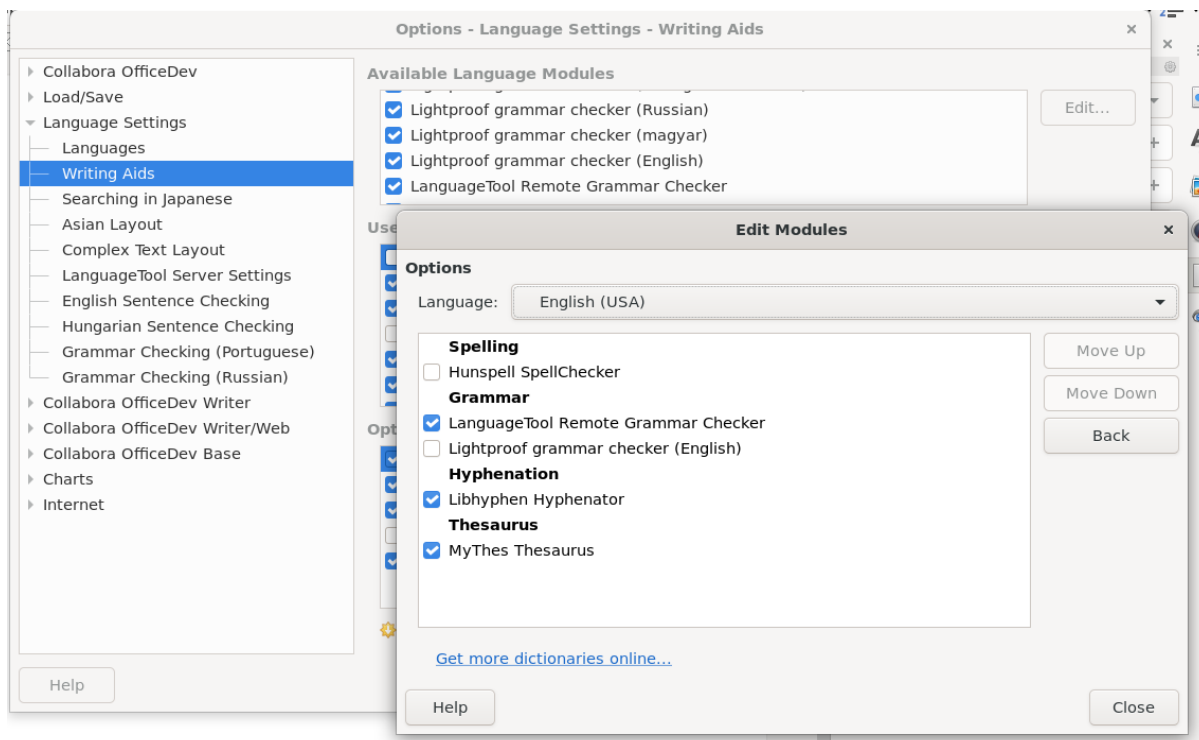 Options - Language Settings - Writing Aids
Collabora OfficeDev
Load/Save
Language Settings
Languages
Writing Aids
Searching in Japanese
Asian Layout
Complex Text Layout
LanguageTool Server Settings
English Sentence Checking
Hungarian Sentence Checking
Grammar Checking (Portuguese)
Grammar Checking (Russian)
Collabora OfficeDev Writer
Collabora OfficeDev Writer/Web
Collabora OfficeDev Base
Charts
Internet
Help
Available Language Modules
Lightproof grammar checker (Russian)
Lightproof grammar checker (magyar)
Lightproof grammar checker (English)
LanguageTool Remote Grammar Checker
Edit...
Use
Opt
Edit Modules
Options
Language: English (USA)
Spelling
Hunspell SpellChecker
Grammar
LanguageTool Remote Grammar Checker
Lightproof grammar checker (English)
Hyphenation
Libhyphen Hyphenator
Thesaurus
MyThes Thesaurus
Move Up
Move Down
Back
Get more dictionaries online...
Help
Close